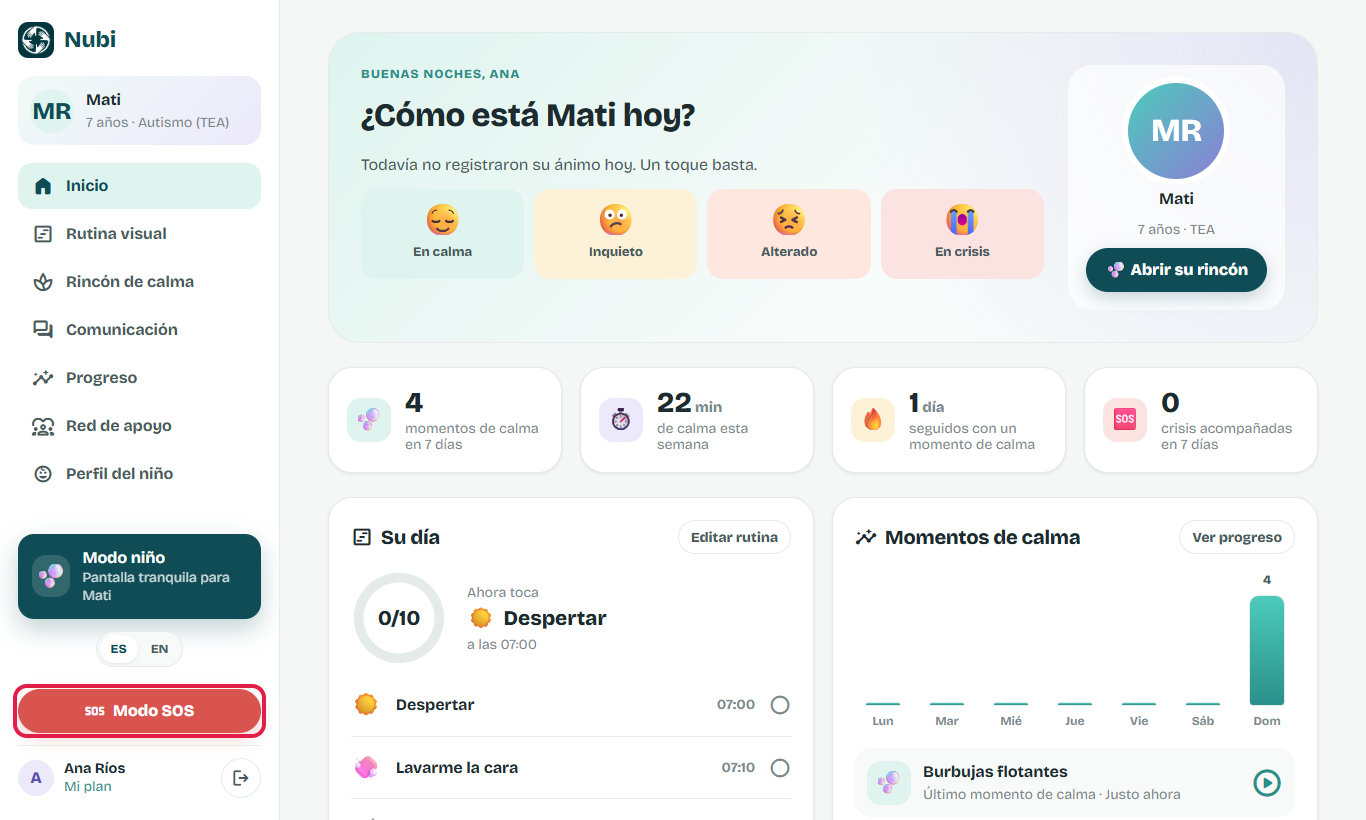 Nubi
MR
Mati
7 años · Autismo (TEA)
Inicio
Rutina visual
Rincón de calma
Comunicación
Progreso
Red de apoyo
Perfil del niño
Modo niño
Pantalla tranquila para
Mati
ES EN
SOS Modo SOS
A
Ana Ríos
Mi plan
BUENAS NOCHES, ANA
¿Cómo está Mati hoy?
Todavía no registraron su ánimo hoy. Un toque basta.
En calma
Inquieto
Alterado
En crisis
MR
Mati
7 años · TEA
Abrir su rincón
4
momentos de calma
en 7 días
22 min
de calma esta
semana
1 día
seguidos con un
momento de calma
SOS
0
crisis acompañadas
en 7 días
Su día
Editar rutina
0/10
Ahora toca
Despertar
a las 07:00
Despertar 07:00
Lavarme la cara 07:10
Momentos de calma
Ver progreso
4
Lun Mar Mié Jue Vie Sáb Dom
Burbujas flotantes
Último momento de calma · Justo ahora